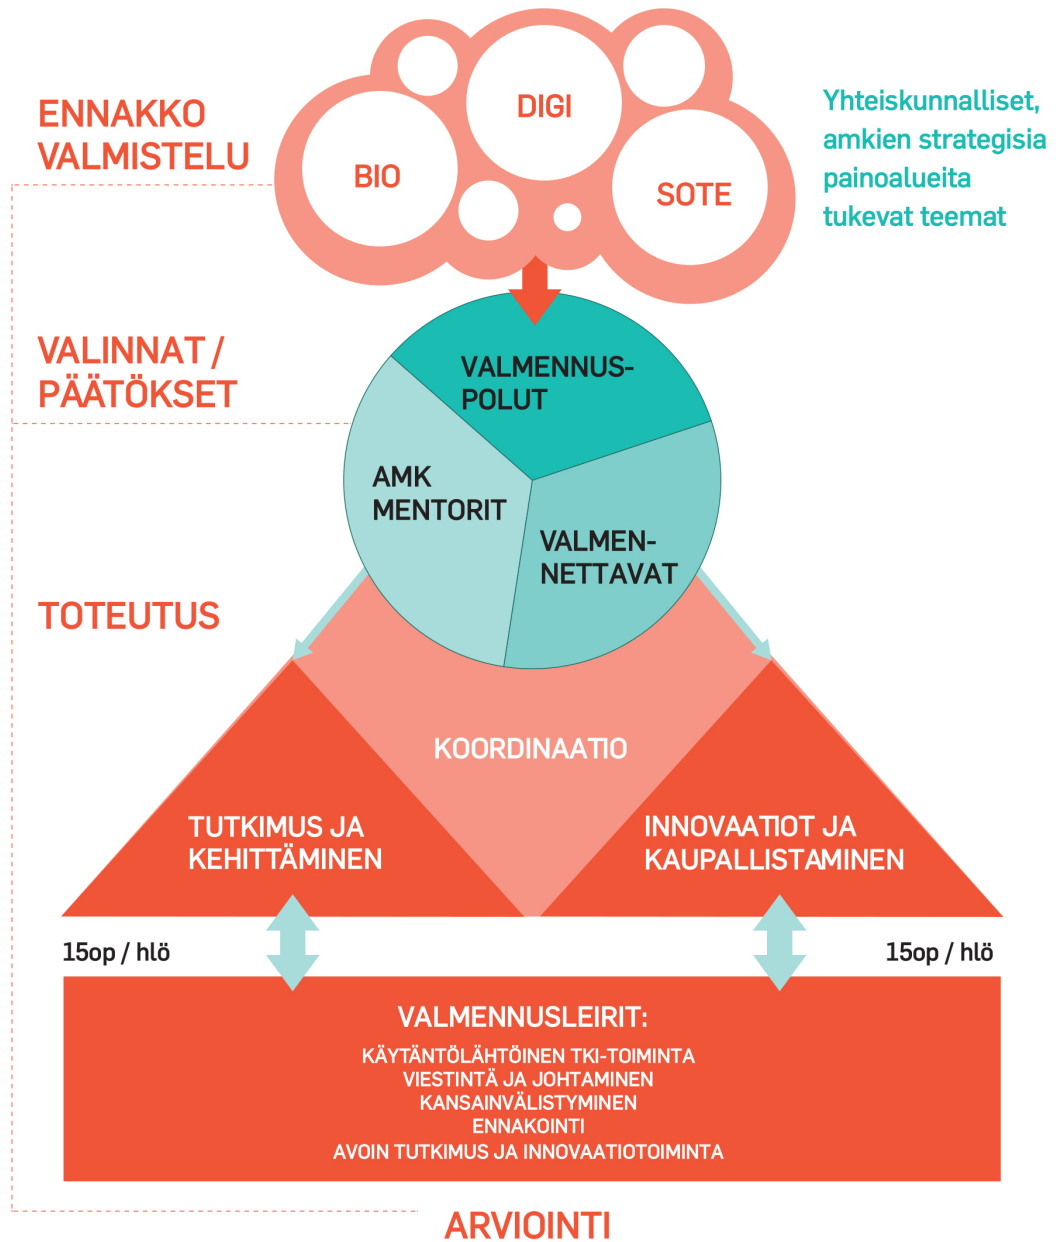 ENNAKKO
VALMISTELU
BIO
DIGI
SOTE
Yhteiskunnalliset,
amkien strategisia
painoalueita
tukevat teemat
VALINNAT /
PÄÄTÖKSET
VALMENNUS-
POLUT
AMK
MENTORIT
VALMEN-
NETTAVAT
TOTEUTUS
KOORDINAATIO
TUTKIMUS JA
KEHITTÄMINEN
INNOVAATIOT JA
KAUPALLISTAMINEN
15op / hlö
15op / hlö
VALMENNUSLEIRIT:
KÄYTÄNTÖLÄHTÖINEN TKI-TOIMINTA
VIESTINTÄ JA JOHTAMINEN
KANSAINVÄLISTYMINEN
ENNAKOINTI
AVOIN TUTKIMUS JA INNOVAATIOTOIMINTA
ARVIOINTI